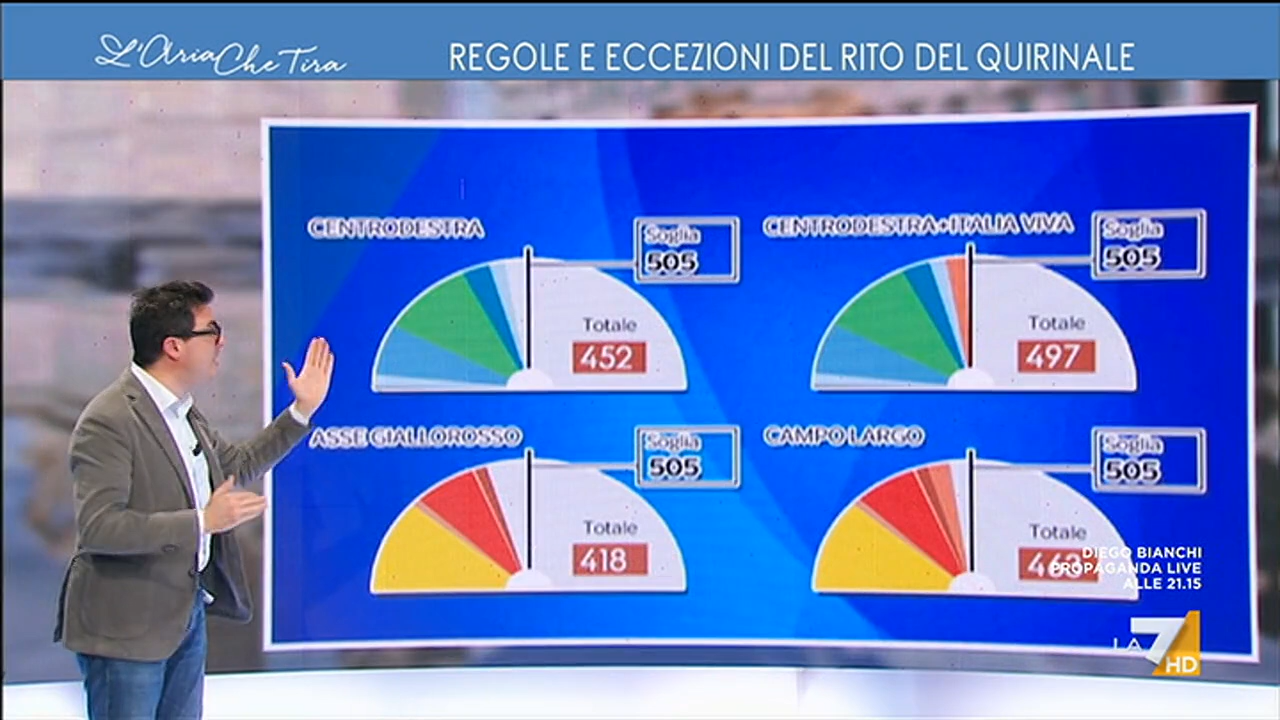 L'Aria Che Tira
REGOLE E ECCEZIONI DEL RITO DEL QUIRINALE
CENTRODESTRA
Soglia
505
Totale
452
CENTRODESTRA+ITALIA VIVA
Soglia
505
Totale
497
ASSE GIALLOROSSO
Soglia
505
Totale
418
CAMPO LARGO
Soglia
505
Totale
DIEGO BIANCHI
PROPAGANDA LIVE
ALLE 21.15
LA 7
HD